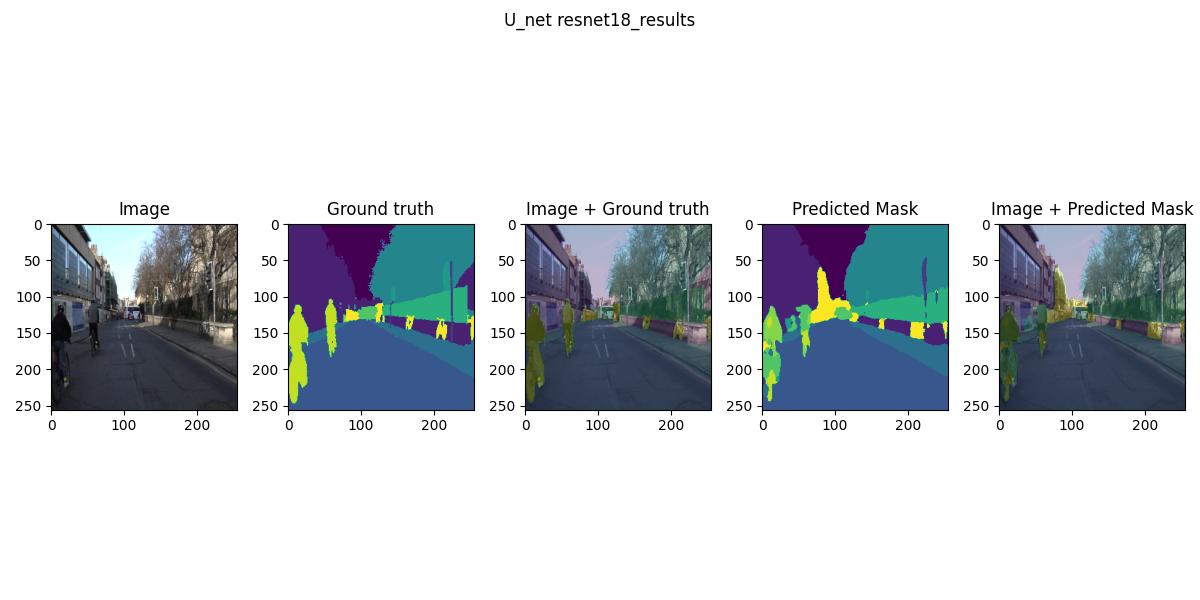 U_net resnet18_results
Image
Ground truth
Image + Ground truth
Predicted Mask
Image + Predicted Mask
0 0 0 0 0
50 50 50 50 50
100 100 100 100 100
150 150 150 150 150
200 200 200 200 200
250 250 250 250 250
0 100 200 0 100 200 0 100 200 0 100 200 0 100 200